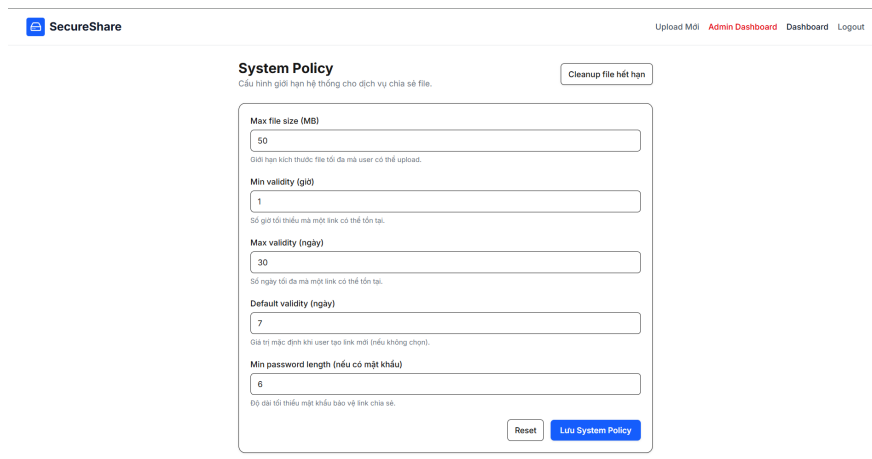 SecureShare
Upload Mới Admin Dashboard Dashboard Logout
System Policy
Cấu hình giới hạn hệ thống cho dịch vụ chia sẻ file.
Cleanup file hết hạn
Max file size (MB)
50
Giới hạn kích thước file tối đa mà user có thể upload.
Min validity (giờ)
1
Số giờ tối thiểu mà một link có thể tồn tại.
Max validity (ngày)
30
Số ngày tối đa mà một link có thể tồn tại.
Default validity (ngày)
7
Giá trị mặc định khi user tạo link mới (nếu không chọn).
Min password length (nếu có mật khẩu)
6
Độ dài tối thiểu mật khẩu bảo vệ link chia sẻ.
Reset Lưu System Policy